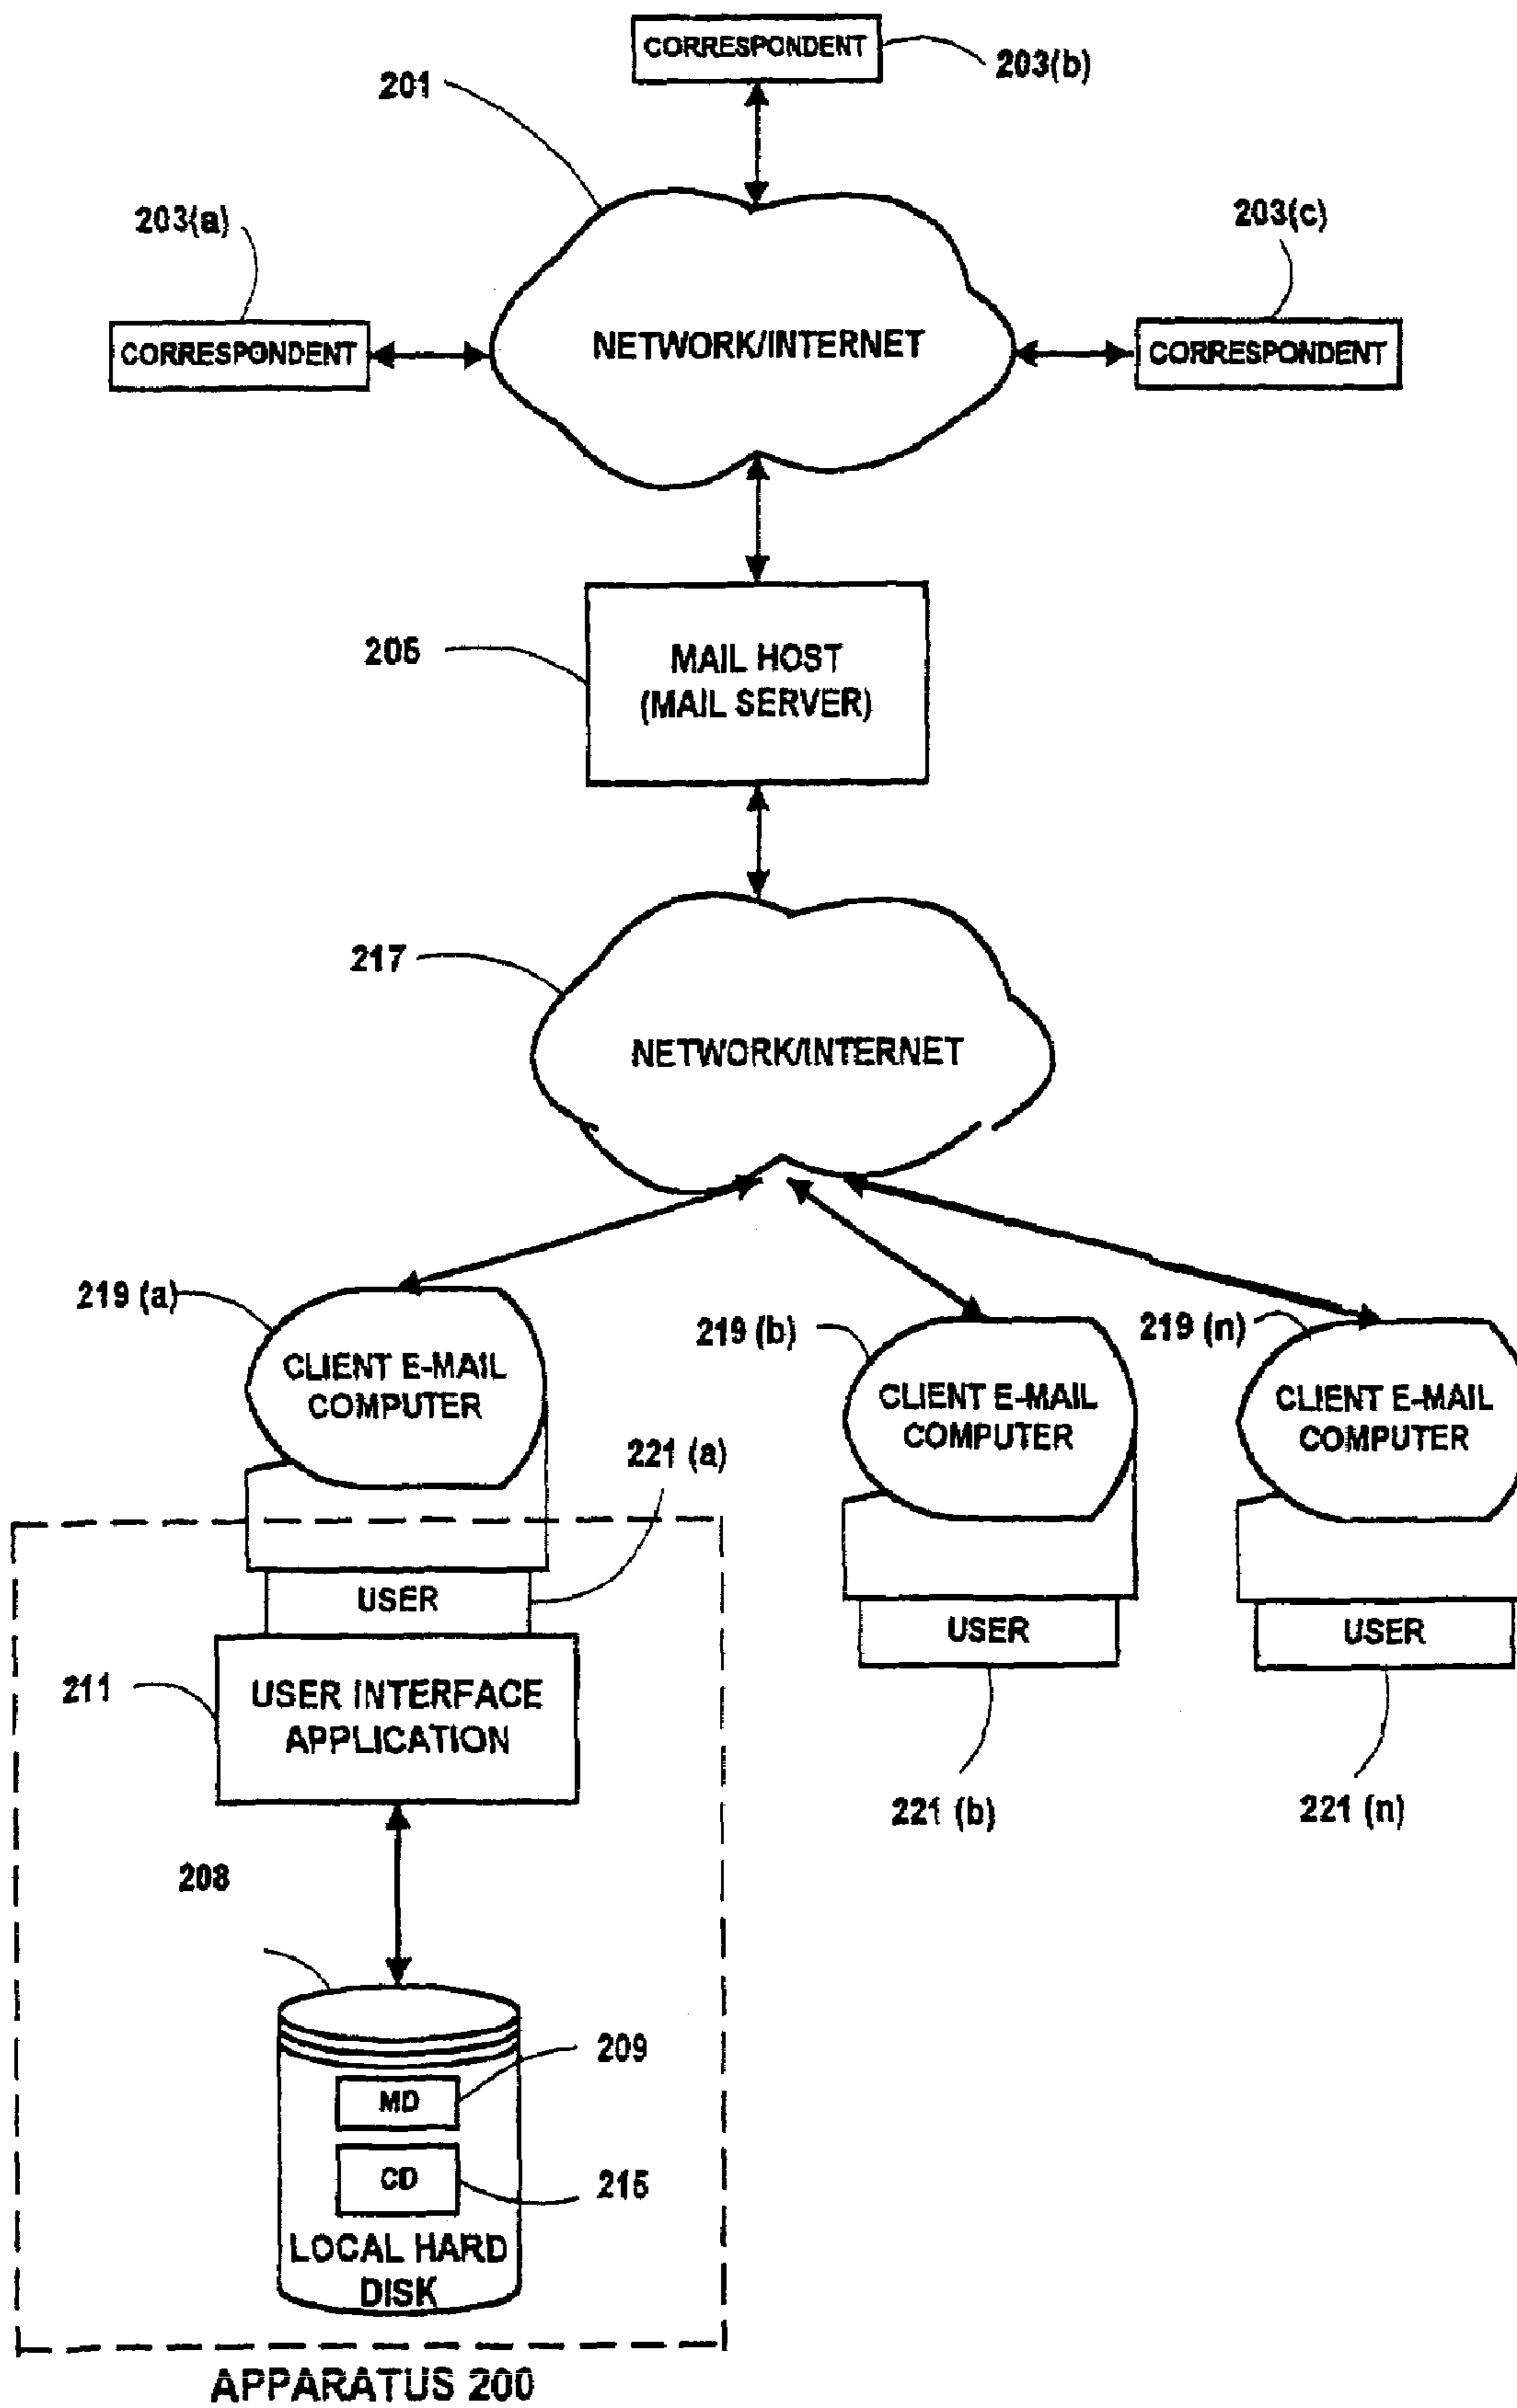 CORRESPONDENT
203(b)
201
203(a)
203(c)
CORRESPONDENT
NETWORK/INTERNET
CORRESPONDENT
205
MAIL HOST
(MAIL SERVER)
217
NETWORK/INTERNET
219 (a)
219 (b)
219 (n)
CLIENT E-MAIL
COMPUTER
CLIENT E-MAIL
COMPUTER
CLIENT E-MAIL
COMPUTER
221 (a)
USER
USER
USER
211
USER INTERFACE
APPLICATION
221 (b)
221 (n)
208
209
MD
CD
215
LOCAL HARD
DISK
APPARATUS 200